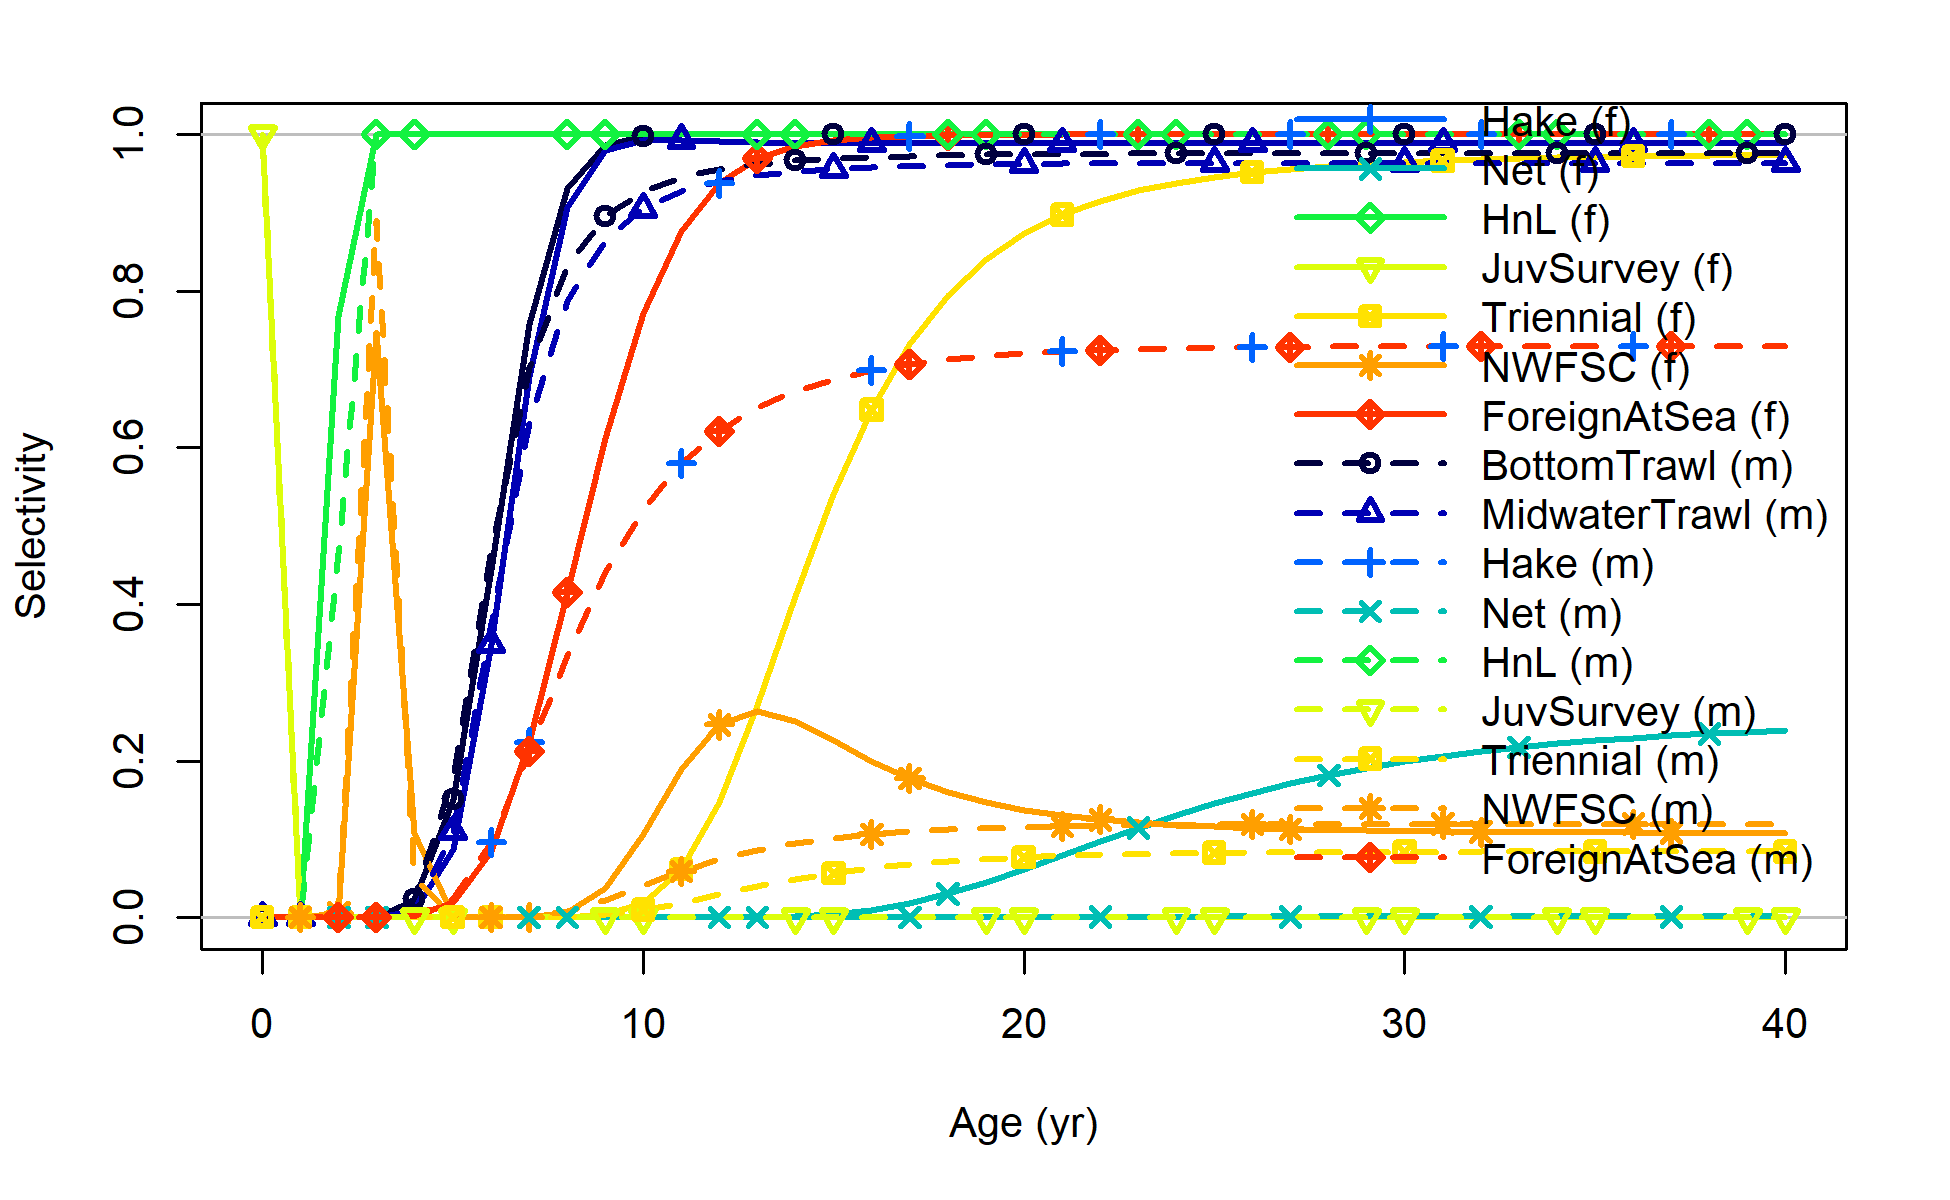 Selectivity
1.0
0.8
0.6
0.4
0.2
0.0
Hake (f)
Net (f)
HnL (f)
JuvSurvey (f)
Triennial (f)
NWFSC (f)
ForeignAtSea (f)
BottomTrawl (m)
MidwaterTrawl (m)
Hake (m)
Net (m)
HnL (m)
JuvSurvey (m)
Triennial (m)
NWFSC (m)
ForeignAtSea (m)
0 10 20 30 40
Age (yr)